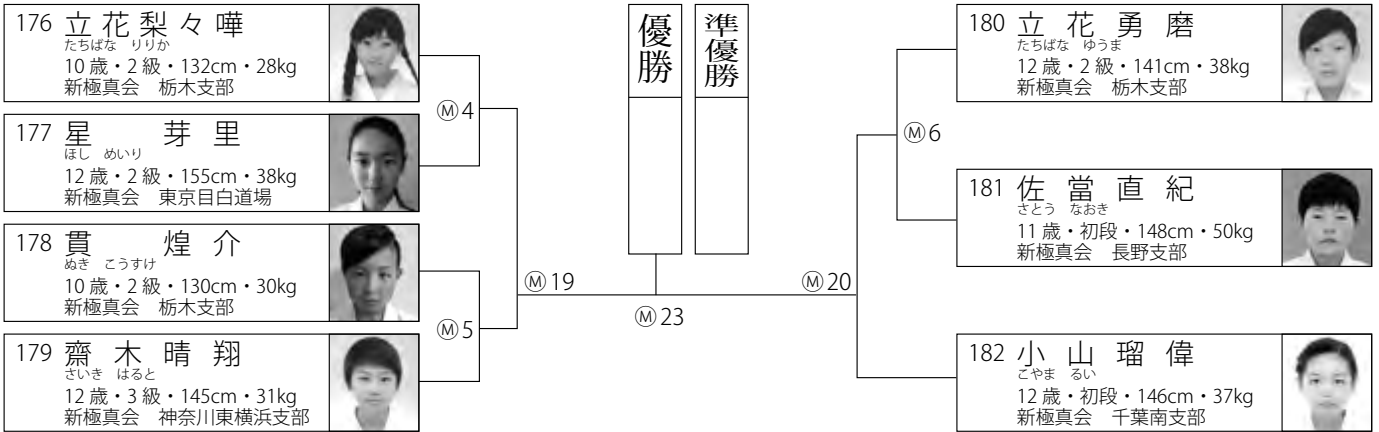 176 立花梨々嘩
たちばな りりか
10歳・2級・132cm・28kg
新極真会 栃木支部
177 星 芽里
ほし めいり
12歳・2級・155cm・38kg
新極真会 東京目白道場
178 貫 煌介
ぬき こうすけ
10歳・2級・130cm・30kg
新極真会 栃木支部
179 齋木晴翔
さいき はると
12歳・3級・145cm・31kg
新極真会 神奈川東横浜支部
Ⓜ4
Ⓜ5
Ⓜ19
優勝
準優勝
Ⓜ23
Ⓜ20
Ⓜ6
180 立花勇磨
たちばな ゆうま
12歳・2級・141cm・38kg
新極真会 栃木支部
181 佐當直紀
さとう なおき
11歳・初段・148cm・50kg
新極真会 長野支部
182 小山瑠偉
こやま るい
12歳・初段・146cm・37kg
新極真会 千葉南支部